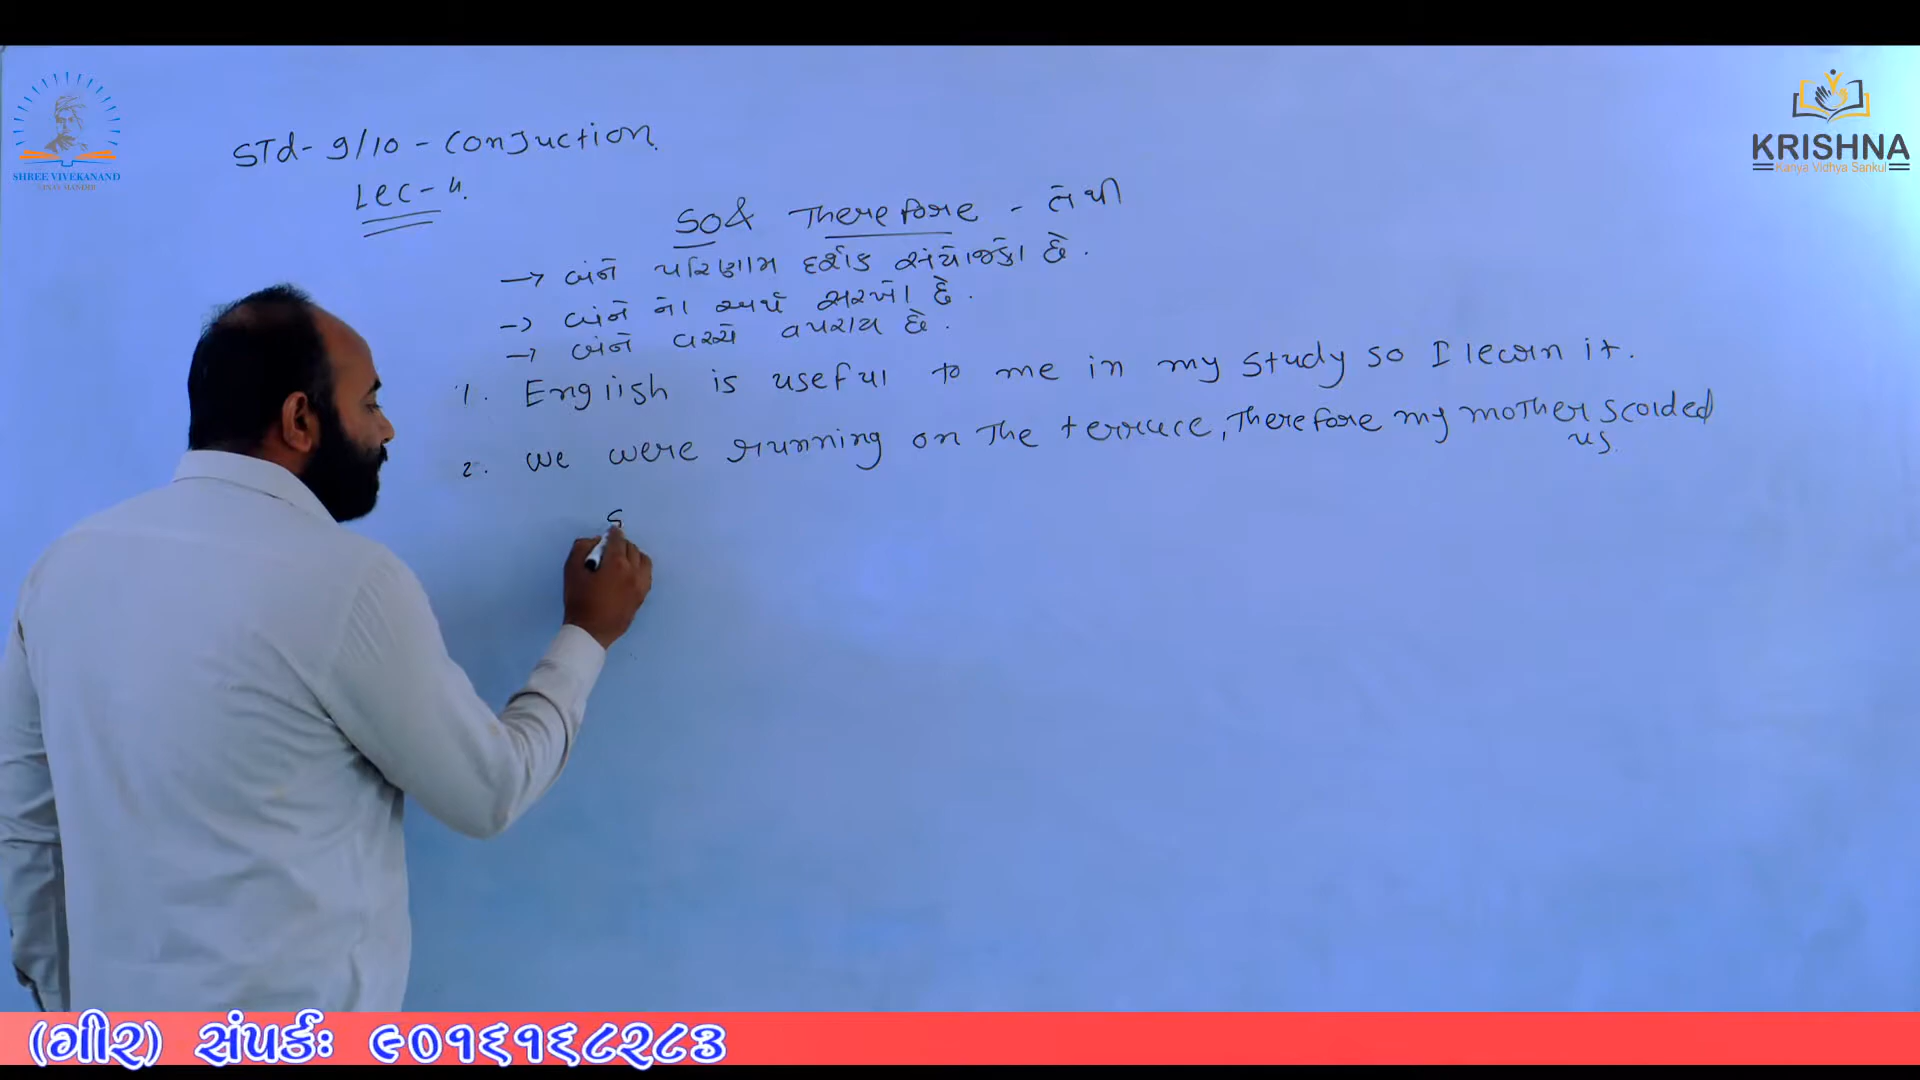 SHREE VIVEKANAND
VINAY MANDIR
KRISHNA
Kanya Vidhya Sankul
STd- 9/10 - Conjuction.
Lec-4.
So & Therefore - તેથી
→ બંને પરિણામ દર્શક સંયોજકો છે.
→ બંને નો અર્થ સરખો છે.
→ બંને વચ્ચે વપરાય છે.
1. English is useful to me in my study so I learn it.
2. We were running on the terrace, Therefore my mother scolded
us.
S
(ગીર) સંપર્કઃ ૯૦૧૬૧૬૮૨૮૩